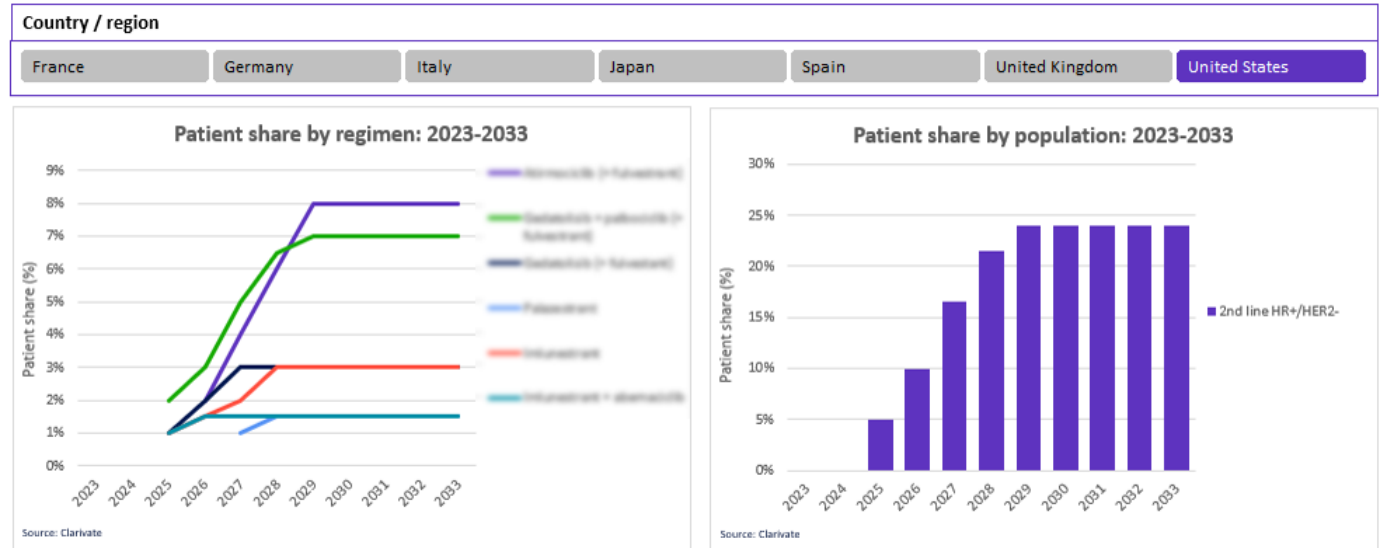 Country / region
France
Germany
Italy
Japan
Spain
United Kingdom
United States
Patient share by regimen: 2023-2033
Patient share (%)
9%
8%
7%
6%
5%
4%
3%
2%
1%
0%
2023
2024
2025
2026
2027
2028
2029
2030
2031
2032
2033
Source: Clarivate
Patient share by population: 2023-2033
Patient share (%)
30%
25%
20%
15%
10%
5%
0%
2023
2024
2025
2026
2027
2028
2029
2030
2031
2032
2033
2nd line HR+/HER2-
Source: Clarivate